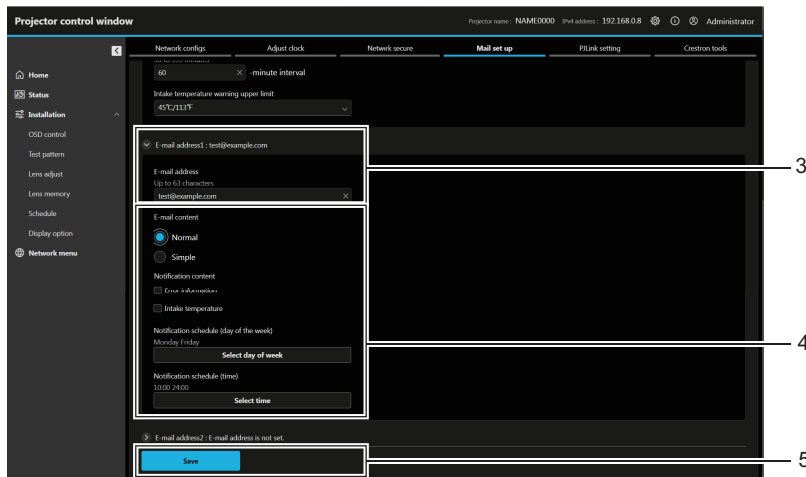 Projector control window
Projector name : NAME0000 IPv4 address : 192.168.0.8 Administrator
Network configs Adjust clock Network secure Mail set up PJLink setting Crestron tools
Home
Status
Installation
OSD control
Test pattern
Lens adjust
Lens memory
Schedule
Display option
Network menu
60 × -minute interval
Intake temperature warning upper limit
45℃/113℉
E-mail address1 : test@example.com
E-mail address
Up to 63 characters
test@example.com ×
E-mail content
Normal
Simple
Notification content
Error information
Intake temperature
Notification schedule (day of the week)
Monday Friday
Select day of week
Notification schedule (time)
10:00 24:00
Select time
E-mail address2 : E-mail address is not set.
Save
3
4
5